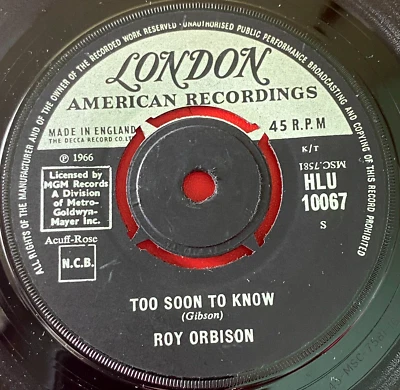 ALL RIGHTS OF THE MANUFACTURER AND OF THE OWNER OF THE RECORDED WORK RESERVED · UNAUTHORISED PUBLIC PERFORMANCE BROADCASTING AND COPYING OF THIS RECORD PROHIBITED
LONDON
AMERICAN RECORDINGS
MADE IN ENGLAND
THE DECCA RECORD CO. LTD.
45 R.P.M
℗ 1966
K/T
MSC.7581
Licensed by
MGM Records
A Division
of Metro-
Goldwyn-
Mayer Inc.
HLU
10067
S
Acuff-Rose
N.C.B.
TOO SOON TO KNOW
(Gibson)
ROY ORBISON